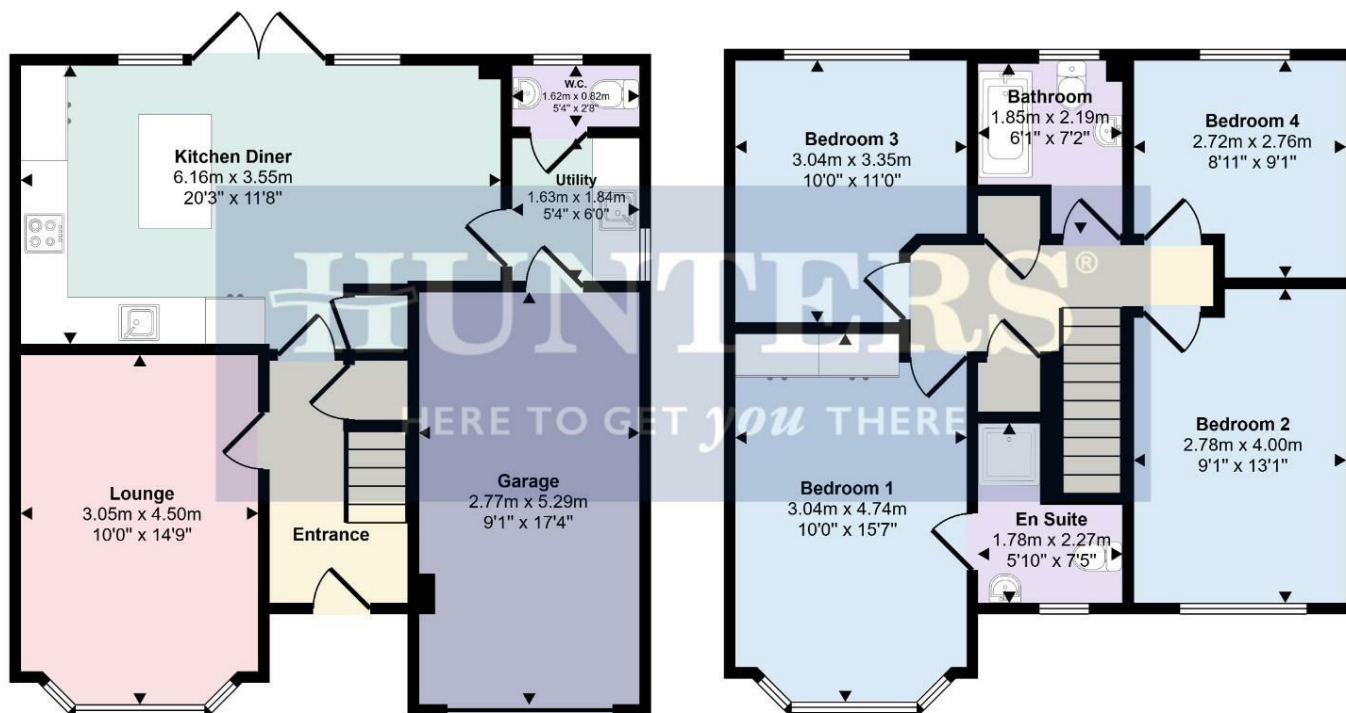 Kitchen Diner
6.16m x 3.55m
20'3" x 11'8"
W.C.
1.62m x 0.82m
5'4" x 2'8"
Utility
1.63m x 1.84m
5'4" x 6'0"
Lounge
3.05m x 4.50m
10'0" x 14'9"
Entrance
Garage
2.77m x 5.29m
9'1" x 17'4"
Bedroom 3
3.04m x 3.35m
10'0" x 11'0"
Bathroom
1.85m x 2.19m
6'1" x 7'2"
Bedroom 4
2.72m x 2.76m
8'11" x 9'1"
Bedroom 1
3.04m x 4.74m
10'0" x 15'7"
En Suite
1.78m x 2.27m
5'10" x 7'5"
Bedroom 2
2.78m x 4.00m
9'1" x 13'1"
HUNTERS®
HERE TO GET you THERE